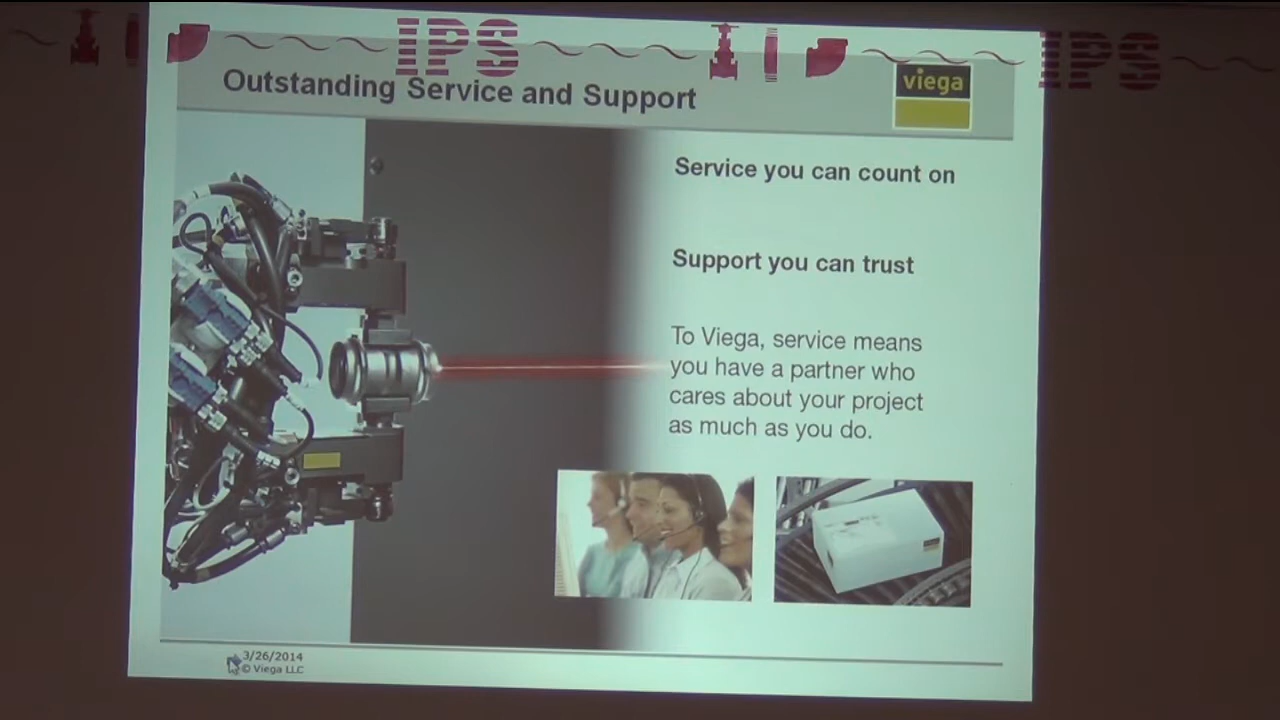 IPS
IPS
Outstanding Service and Support
viega
Service you can count on
Support you can trust
To Viega, service means
you have a partner who
cares about your project
as much as you do.
3/26/2014
© Viega LLC